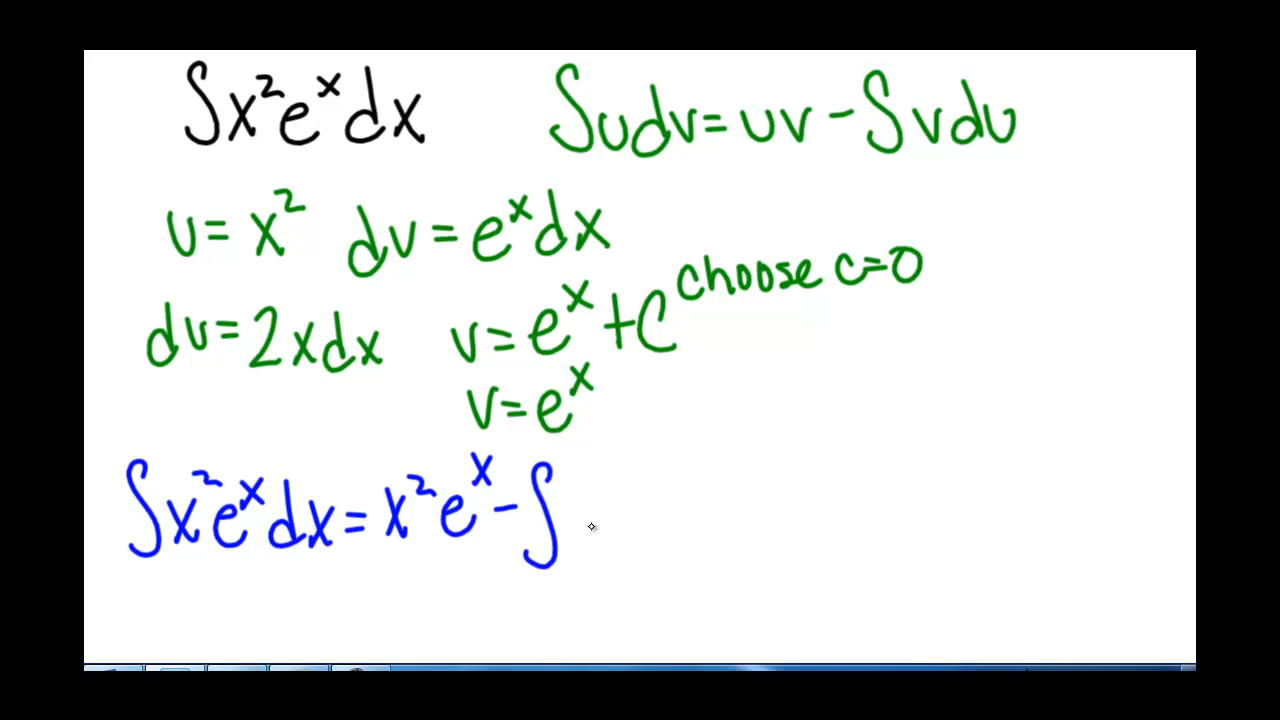 ∫x²eˣdx ∫udv=uv-∫vdu
u=x² dv=eˣdx
du=2xdx v=eˣ+C choose c=0
v=eˣ
∫x²eˣdx=x²eˣ-∫